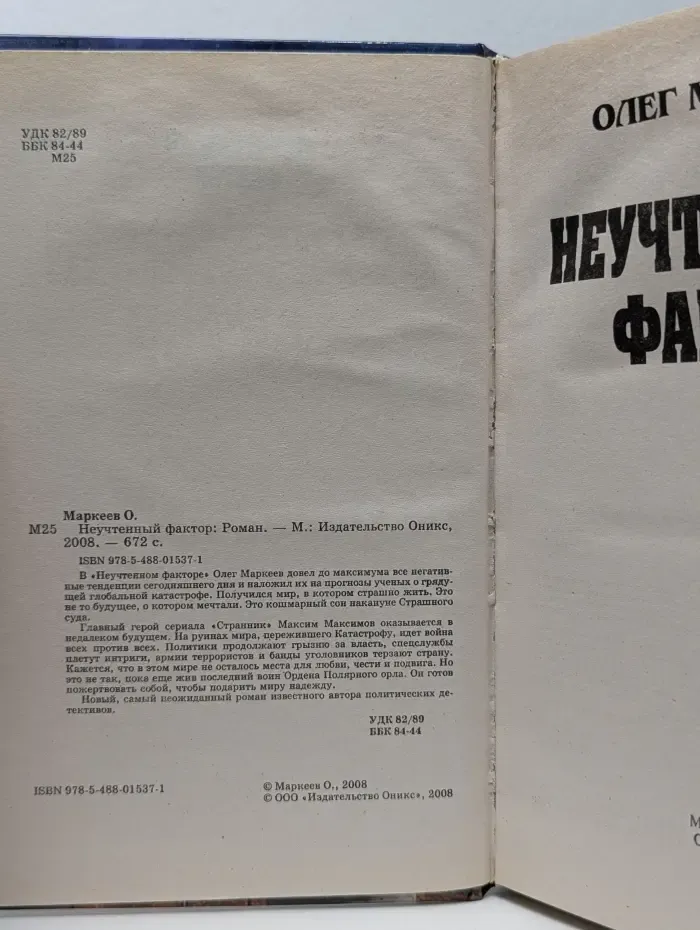 УДК 82/89
ББК 84-44
М25
Маркеев О.
М25 Неучтенный фактор: Роман. — М.: Издательство Оникс,
2008. — 672 с.
ISBN 978-5-488-01537-1
В «Неучтенном факторе» Олег Маркеев довел до максимума все негатив-
ные тенденции сегодняшнего дня и наложил их на прогнозы ученых о гряду-
щей глобальной катастрофе. Получился мир, в котором страшно жить. Это
не то будущее, о котором мечтали. Это кошмарный сон накануне Страшного
суда.
Главный герой сериала «Странник» Максим Максимов оказывается в
недалеком будущем. На руинах мира, пережившего Катастрофу, идет война
всех против всех. Политики продолжают грызню за власть, спецслужбы
плетут интриги, армии террористов и банды уголовников терзают страну.
Кажется, что в этом мире не осталось места для любви, чести и подвига. Но
это не так, пока еще жив последний воин Ордена Полярного орла. Он готов
пожертвовать собой, чтобы подарить миру надежду.
Новый, самый неожиданный роман известного автора политических де-
тективов.
УДК 82/89
ББК 84-44
ISBN 978-5-488-01537-1
© Маркеев О., 2008
© ООО «Издательство Оникс», 2008
ОЛЕГ М
НЕУЧТ
ФА